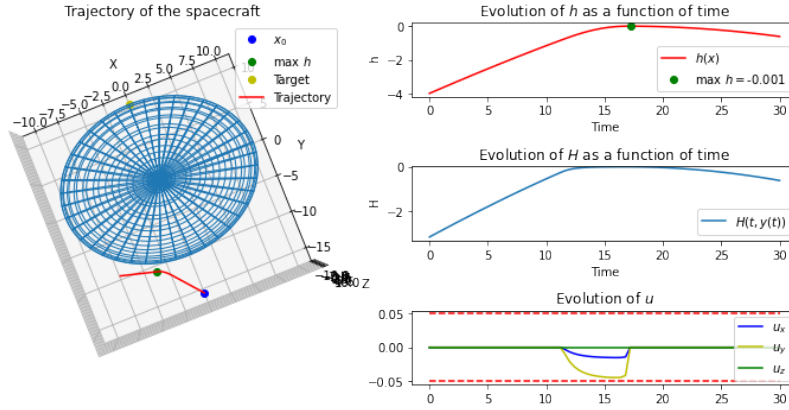 Trajectory of the spacecraft
x₀
max h
Target
Trajectory
X
−10.0 −7.5 −5.0 −2.5 0.0 2.5 5.0 7.5 10.0
Y
0
−5
−10
−15
Z
Evolution of h as a function of time
h
0
−2
−4
h(x)
max h=-0.001
0 5 10 15 20 25 30
Time
Evolution of H as a function of time
H
0
−2
H(t, y(t))
0 5 10 15 20 25 30
Time
Evolution of u
0.05
0.00
−0.05
uₓ
u_y
u_z
0 5 10 15 20 25 30